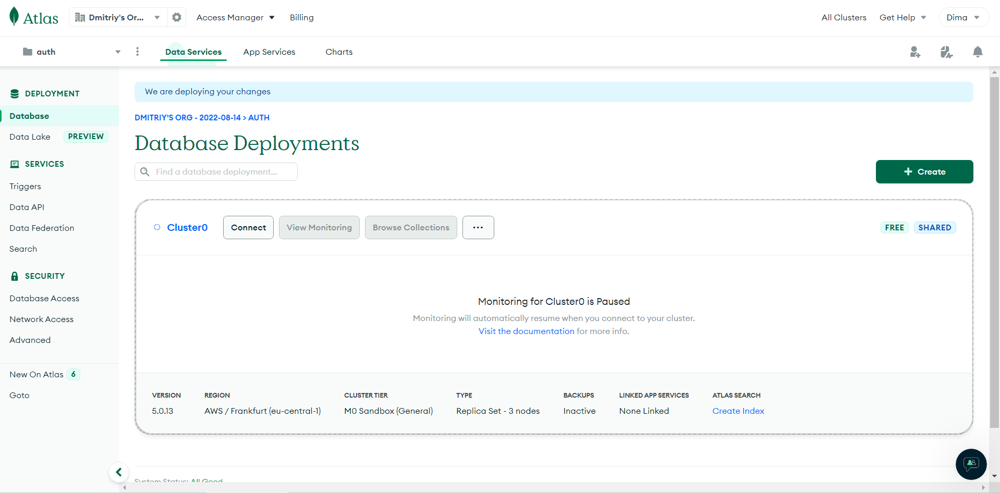 Atlas
Dmitriy's Or...
Access Manager
Billing
All Clusters
Get Help
Dima
auth
Data Services
App Services
Charts
DEPLOYMENT
Database
Data Lake PREVIEW
SERVICES
Triggers
Data API
Data Federation
Search
SECURITY
Database Access
Network Access
Advanced
New On Atlas 6
Goto
We are deploying your changes
DMITRIY'S ORG - 2022-08-14 > AUTH
Database Deployments
Find a database deployment...
+ Create
Cluster0
Connect
View Monitoring
Browse Collections
...
FREE
SHARED
Monitoring for Cluster0 is Paused
Monitoring will automatically resume when you connect to your cluster.
Visit the documentation for more info.
VERSION
5.0.13
REGION
AWS / Frankfurt (eu-central-1)
CLUSTER TIER
M0 Sandbox (General)
TYPE
Replica Set - 3 nodes
BACKUPS
Inactive
LINKED APP SERVICES
None Linked
ATLAS SEARCH
Create Index
System Status: All Good